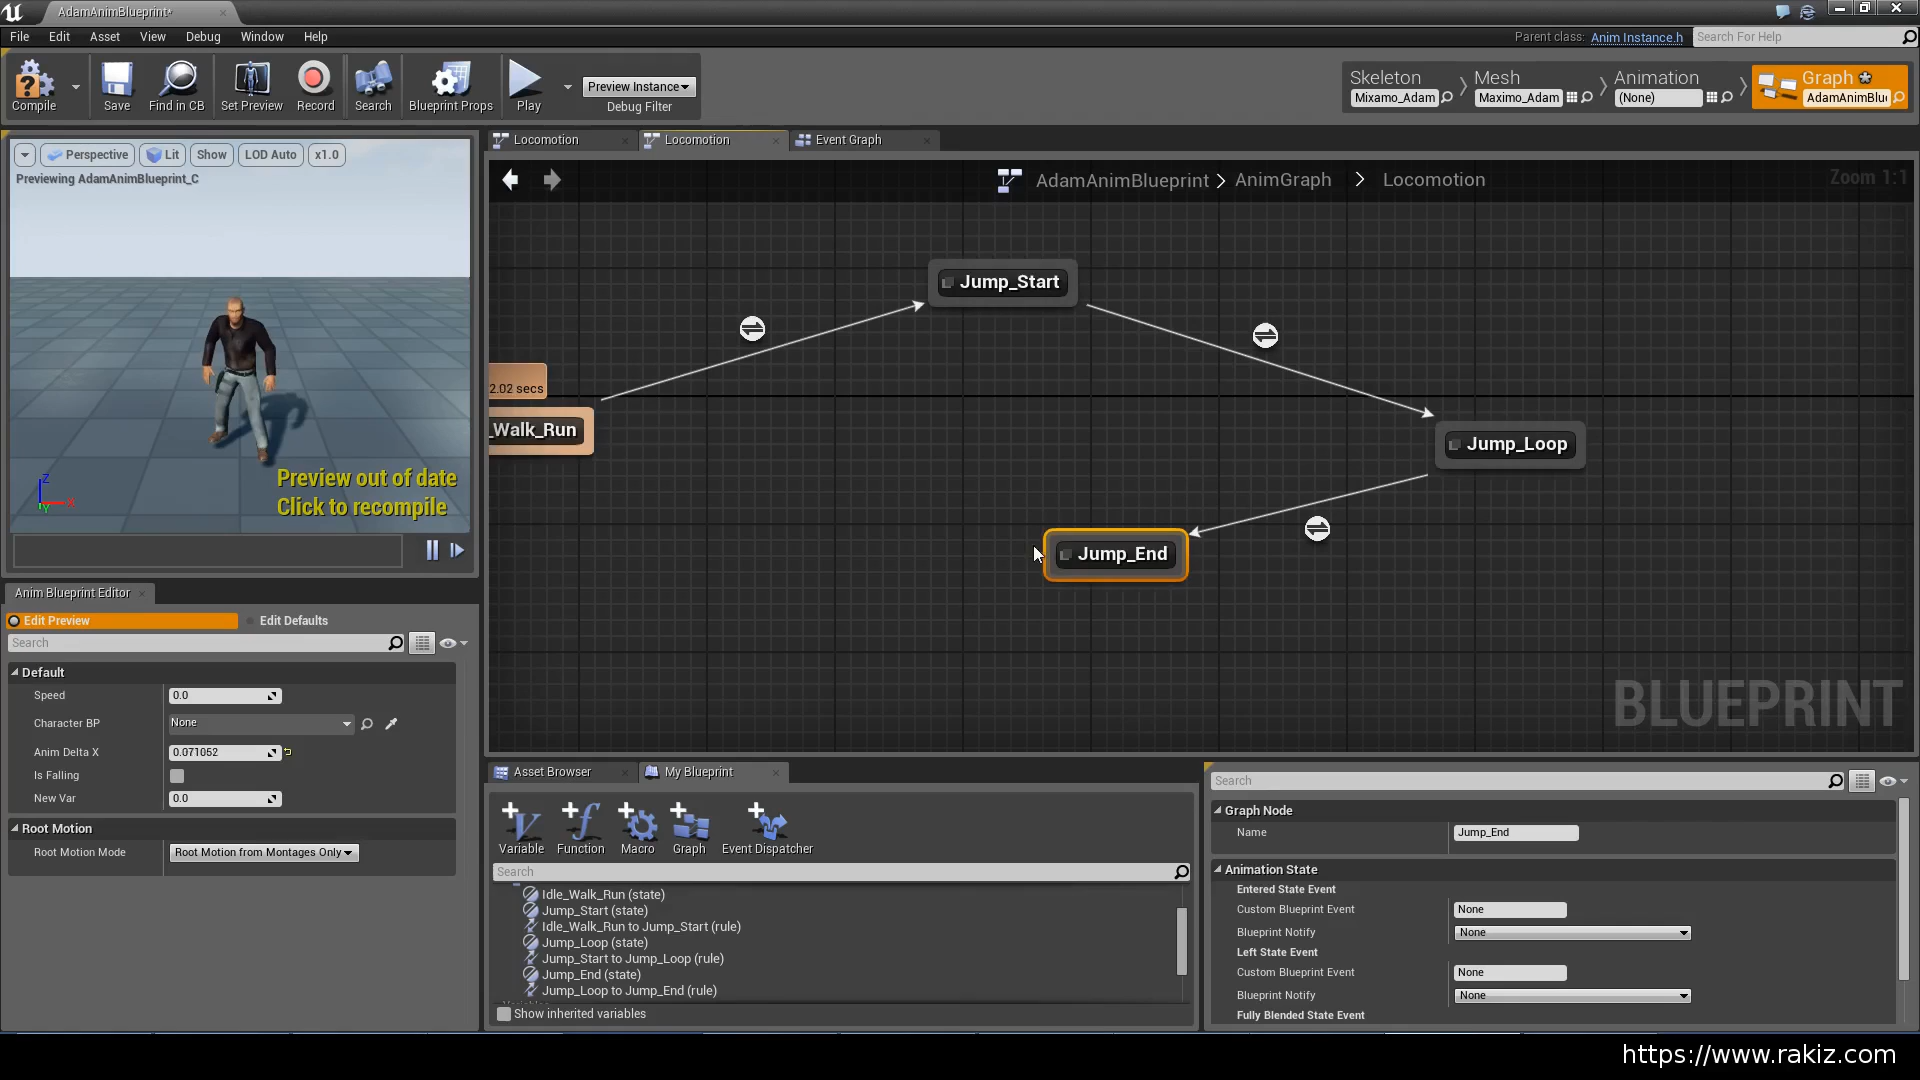 AdamAnimBlueprint*
File Edit Asset View Debug Window Help
Parent class: Anim Instance.h Search For Help
Compile Save Find in CB Set Preview Record Search Blueprint Props Play
Preview Instance
Debug Filter
Skeleton
Mixamo_Adam
Mesh
Maximo_Adam
Animation
(None)
Graph
AdamAnimBlu
Perspective Lit Show LOD Auto x1.0
Previewing AdamAnimBlueprint_C
Preview out of date
Click to recompile
Locomotion Locomotion Event Graph
AdamAnimBlueprint > AnimGraph > Locomotion
Zoom 1:1
Jump_Start
2.02 secs
_Walk_Run
Jump_Loop
Jump_End
BLUEPRINT
Anim Blueprint Editor
Edit Preview Edit Defaults
Search
Default
Speed 0.0
Character BP None
Anim Delta X 0.071052
Is Falling
New Var 0.0
Root Motion
Root Motion Mode Root Motion from Montages Only
Asset Browser My Blueprint
Variable Function Macro Graph Event Dispatcher
Search
Idle_Walk_Run (state)
Jump_Start (state)
Idle_Walk_Run to Jump_Start (rule)
Jump_Loop (state)
Jump_Start to Jump_Loop (rule)
Jump_End (state)
Jump_Loop to Jump_End (rule)
Show inherited variables
Search
Graph Node
Name Jump_End
Animation State
Entered State Event
Custom Blueprint Event None
Blueprint Notify None
Left State Event
Custom Blueprint Event None
Blueprint Notify None
Fully Blended State Event
https://www.rakiz.com